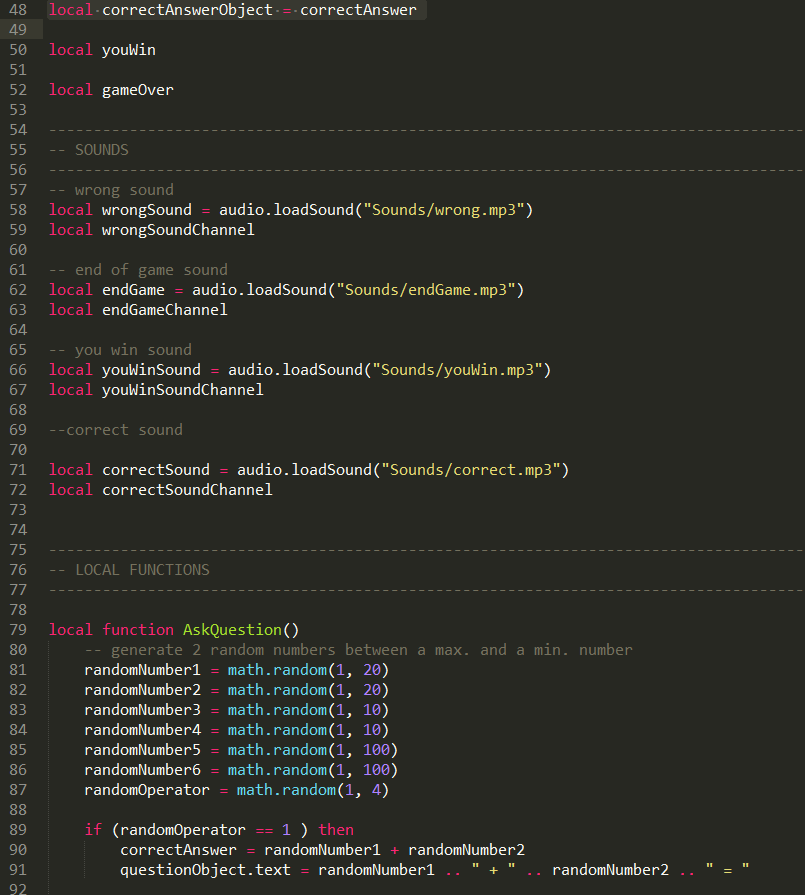 48 local correctAnswerObject = correctAnswer
49
50 local youWin
51
52 local gameOver
53
54 ------------------------------------------------------------------------------------
55 -- SOUNDS
56 ------------------------------------------------------------------------------------
57 -- wrong sound
58 local wrongSound = audio.loadSound("Sounds/wrong.mp3")
59 local wrongSoundChannel
60
61 -- end of game sound
62 local endGame = audio.loadSound("Sounds/endGame.mp3")
63 local endGameChannel
64
65 -- you win sound
66 local youWinSound = audio.loadSound("Sounds/youWin.mp3")
67 local youWinSoundChannel
68
69 --correct sound
70
71 local correctSound = audio.loadSound("Sounds/correct.mp3")
72 local correctSoundChannel
73
74
75 ------------------------------------------------------------------------------------
76 -- LOCAL FUNCTIONS
77 ------------------------------------------------------------------------------------
78
79 local function AskQuestion()
80 -- generate 2 random numbers between a max. and a min. number
81 randomNumber1 = math.random(1, 20)
82 randomNumber2 = math.random(1, 20)
83 randomNumber3 = math.random(1, 10)
84 randomNumber4 = math.random(1, 10)
85 randomNumber5 = math.random(1, 100)
86 randomNumber6 = math.random(1, 100)
87 randomOperator = math.random(1, 4)
88
89 if (randomOperator == 1 ) then
90 correctAnswer = randomNumber1 + randomNumber2
91 questionObject.text = randomNumber1 .. " + " .. randomNumber2 .. " = "
92